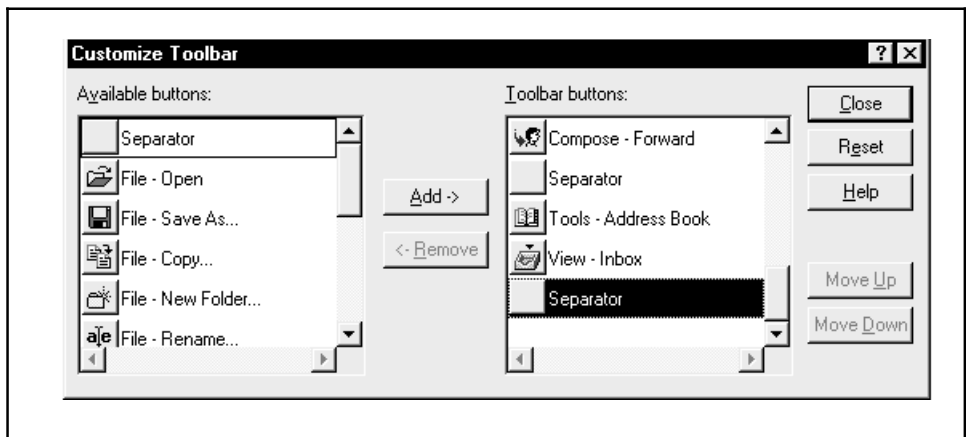 Customize Toolbar
Available buttons:
Separator
File - Open
File - Save As...
File - Copy...
File - New Folder...
File - Rename...
Add ->
<- Remove
Toolbar buttons:
Compose - Forward
Separator
Tools - Address Book
View - Inbox
Separator
Close
Reset
Help
Move Up
Move Down